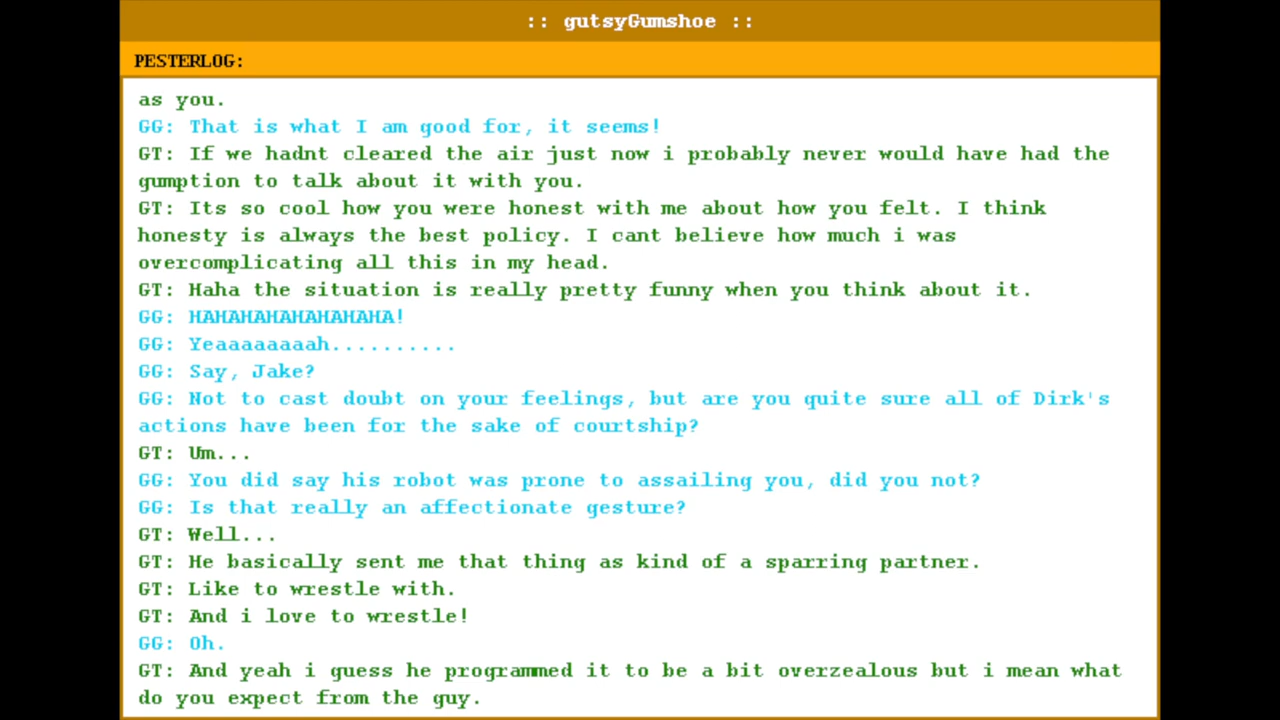 :: gutsyGumshoe ::
PESTERLOG:
as you.
GG: That is what I am good for, it seems!
GT: If we hadnt cleared the air just now i probably never would have had the
gumption to talk about it with you.
GT: Its so cool how you were honest with me about how you felt. I think
honesty is always the best policy. I cant believe how much i was
overcomplicating all this in my head.
GT: Haha the situation is really pretty funny when you think about it.
GG: HAHAHAHAHAHAHAHA!
GG: Yeaaaaaaaah..........
GG: Say, Jake?
GG: Not to cast doubt on your feelings, but are you quite sure all of Dirk's
actions have been for the sake of courtship?
GT: Um...
GG: You did say his robot was prone to assailing you, did you not?
GG: Is that really an affectionate gesture?
GT: Well...
GT: He basically sent me that thing as kind of a sparring partner.
GT: Like to wrestle with.
GT: And i love to wrestle!
GG: Oh.
GT: And yeah i guess he programmed it to be a bit overzealous but i mean what
do you expect from the guy.